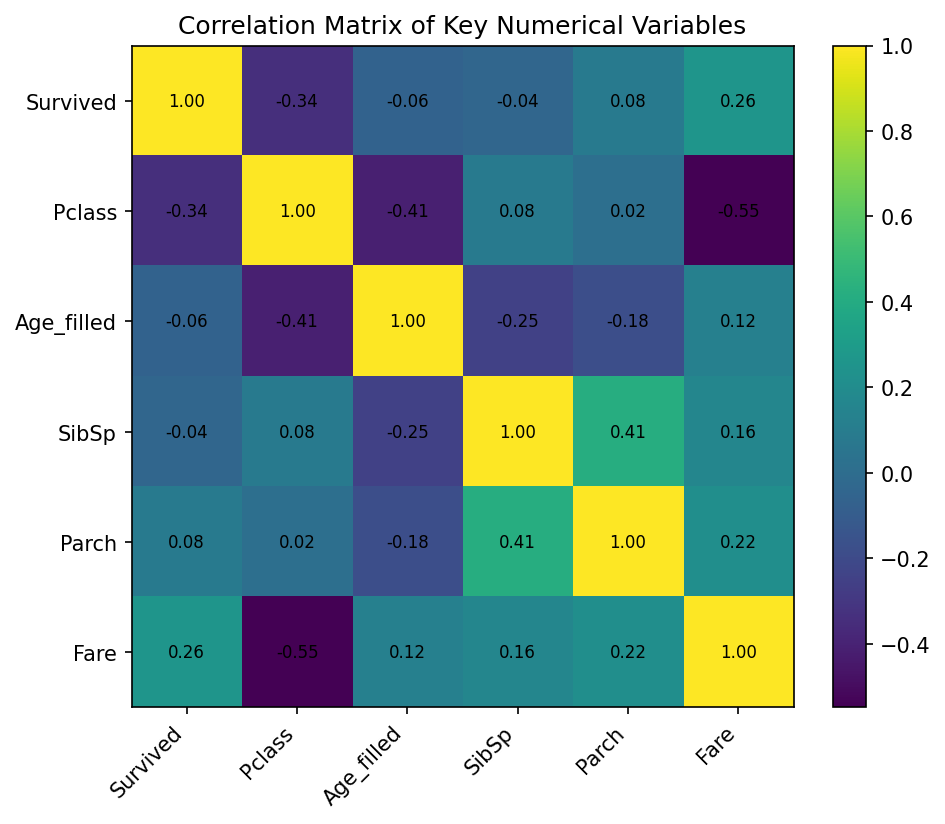 Correlation Matrix of Key Numerical Variables
Survived 1.00 -0.34 -0.06 -0.04 0.08 0.26
Pclass -0.34 1.00 -0.41 0.08 0.02 -0.55
Age_filled -0.06 -0.41 1.00 -0.25 -0.18 0.12
SibSp -0.04 0.08 -0.25 1.00 0.41 0.16
Parch 0.08 0.02 -0.18 0.41 1.00 0.22
Fare 0.26 -0.55 0.12 0.16 0.22 1.00
Survived Pclass Age_filled SibSp Parch Fare
1.0
0.8
0.6
0.4
0.2
0.0
−0.2
−0.4